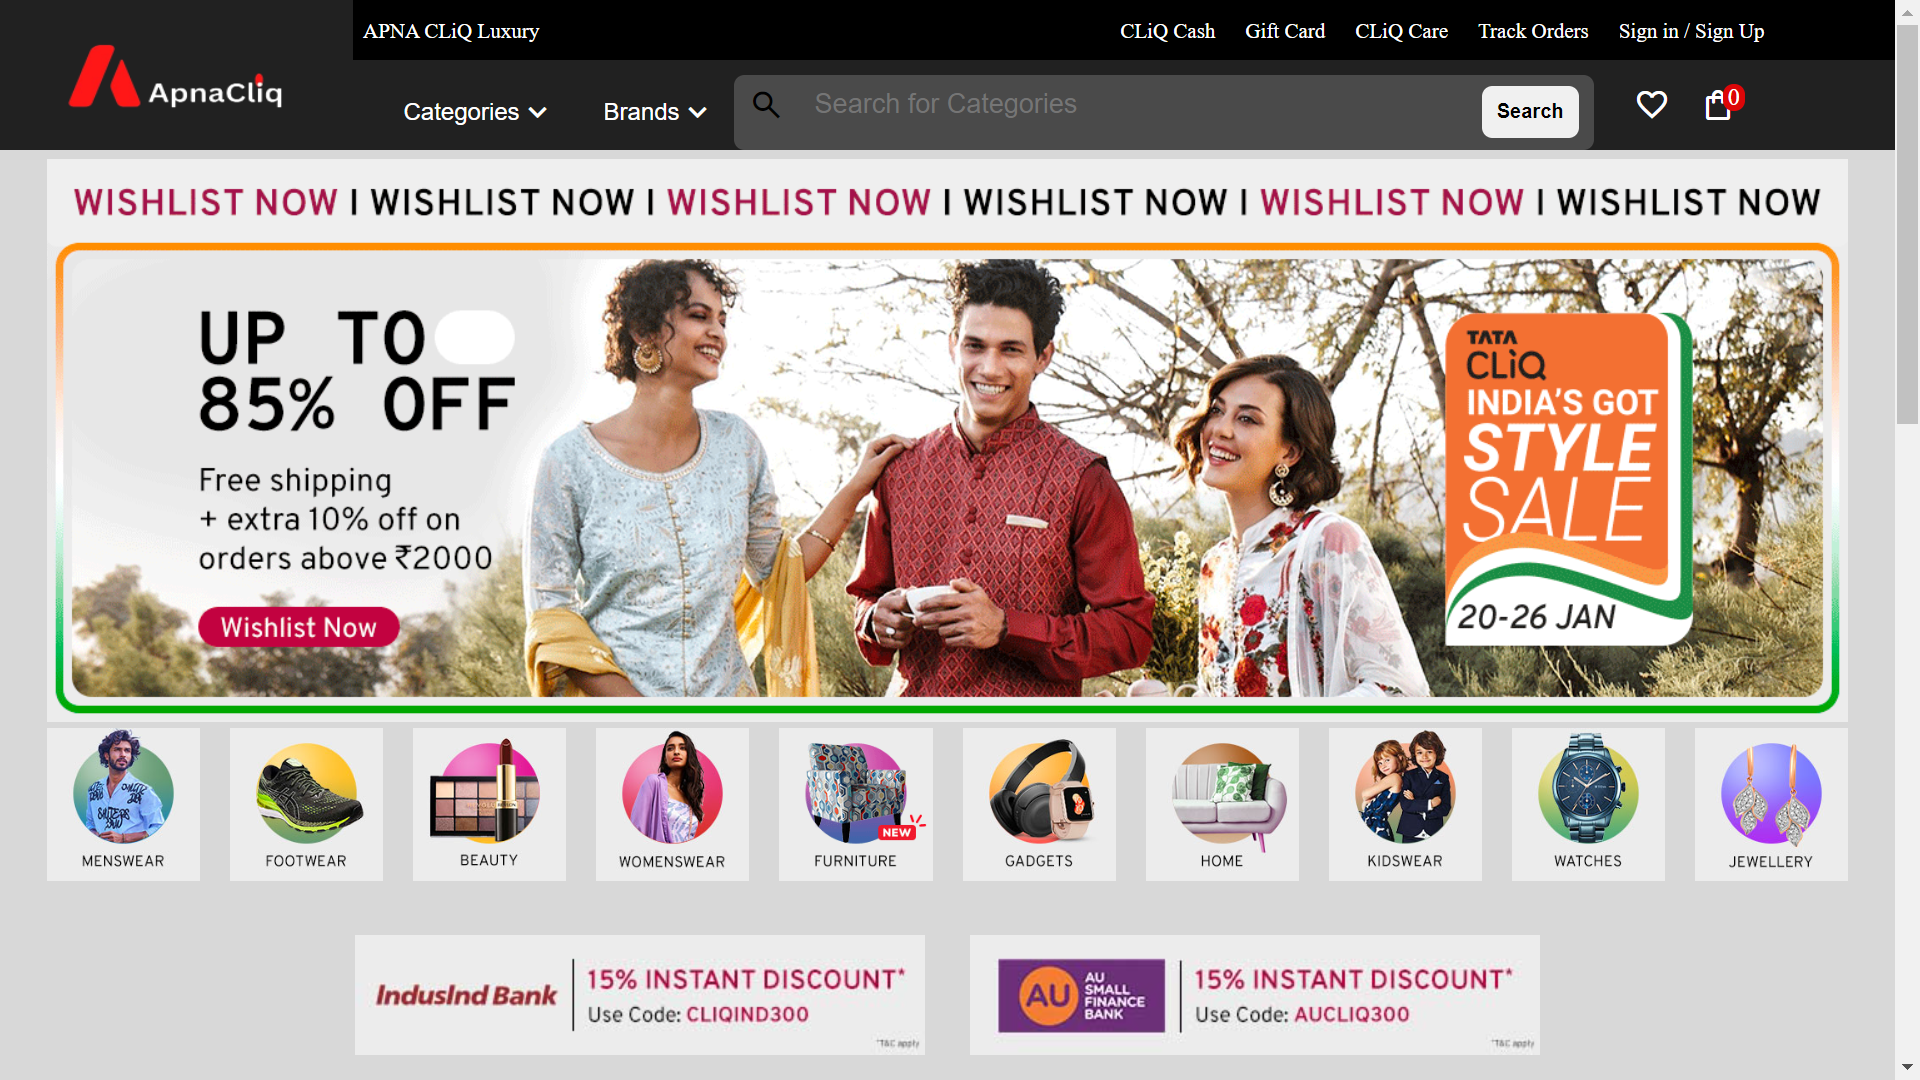 APNA CLiQ Luxury
CLiQ Cash
Gift Card
CLiQ Care
Track Orders
Sign in / Sign Up
ApnaCliq
Categories
Brands
Search for Categories
Search
0
WISHLIST NOW I WISHLIST NOW I WISHLIST NOW I WISHLIST NOW I WISHLIST NOW I WISHLIST NOW
UP TO
85% OFF
Free shipping
+ extra 10% off on
orders above ₹2000
Wishlist Now
TATA
CLiQ
INDIA'S GOT
STYLE
SALE
20-26 JAN
MENSWEAR
FOOTWEAR
BEAUTY
WOMENSWEAR
NEW
FURNITURE
GADGETS
HOME
KIDSWEAR
WATCHES
JEWELLERY
IndusInd Bank
15% INSTANT DISCOUNT*
Use Code: CLIQIND300
*T&C apply
AU
AU
SMALL
FINANCE
BANK
15% INSTANT DISCOUNT*
Use Code: AUCLIQ300
*T&C apply